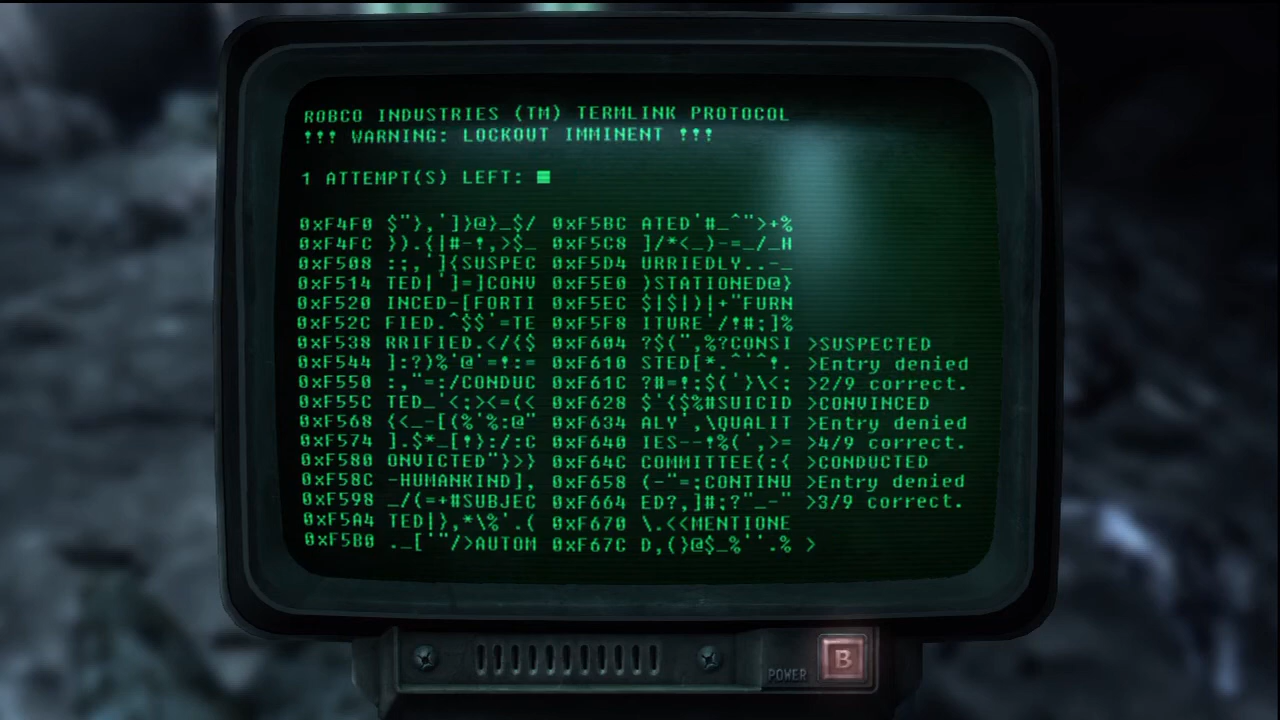 ROBCO INDUSTRIES (TM) TERMLINK PROTOCOL
!!! WARNING: LOCKOUT IMMINENT !!!
1 ATTEMPT(S) LEFT:
0xF4F0 $"},']}@}_$/ 0xF5BC ATED'#_^">+%
0xF4FC }).{|#-!,>$_ 0xF5C8 ]/*<_)-=_/_H
0xF508 :;,']{SUSPEC 0xF5D4 URRIEDLY..-_
0xF514 TED|']=]CONV 0xF5E0 )STATIONED@}
0xF520 INCED-[FORTI 0xF5EC $|$|)|+"FURN
0xF52C FIED.^$$'=TE 0xF5F8 ITURE'/!#;]%
0xF538 RRIFIED.</{$ 0xF604 ?$(",%?CONSI >SUSPECTED
0xF544 ]:?)%'@'=!:= 0xF610 STED[*.^'^!. >Entry denied
0xF550 :,"=:/CONDUC 0xF61C ?#=!;$('}\<: >2/9 correct.
0xF55C TED_'<:><=(< 0xF628 $'{$%#SUICID >CONVINCED
0xF568 {<_-[(%'%:@" 0xF634 ALY',\QUALIT >Entry denied
0xF574 ].$*_[!}:/:C 0xF640 IES--!%(',>= >4/9 correct.
0xF580 ONVICTED"}>} 0xF64C COMMITTEE(:{ >CONDUCTED
0xF58C -HUMANKIND], 0xF658 (-"=;CONTINU >Entry denied
0xF598 _/(=+#SUBJEC 0xF664 ED?,]#;?"_-" >3/9 correct.
0xF5A4 TED|},*\%'.( 0xF670 \.<<MENTIONE
0xF5B0 ._['"/>AUTOM 0xF67C D,(}@$_%''.% >
POWER
B